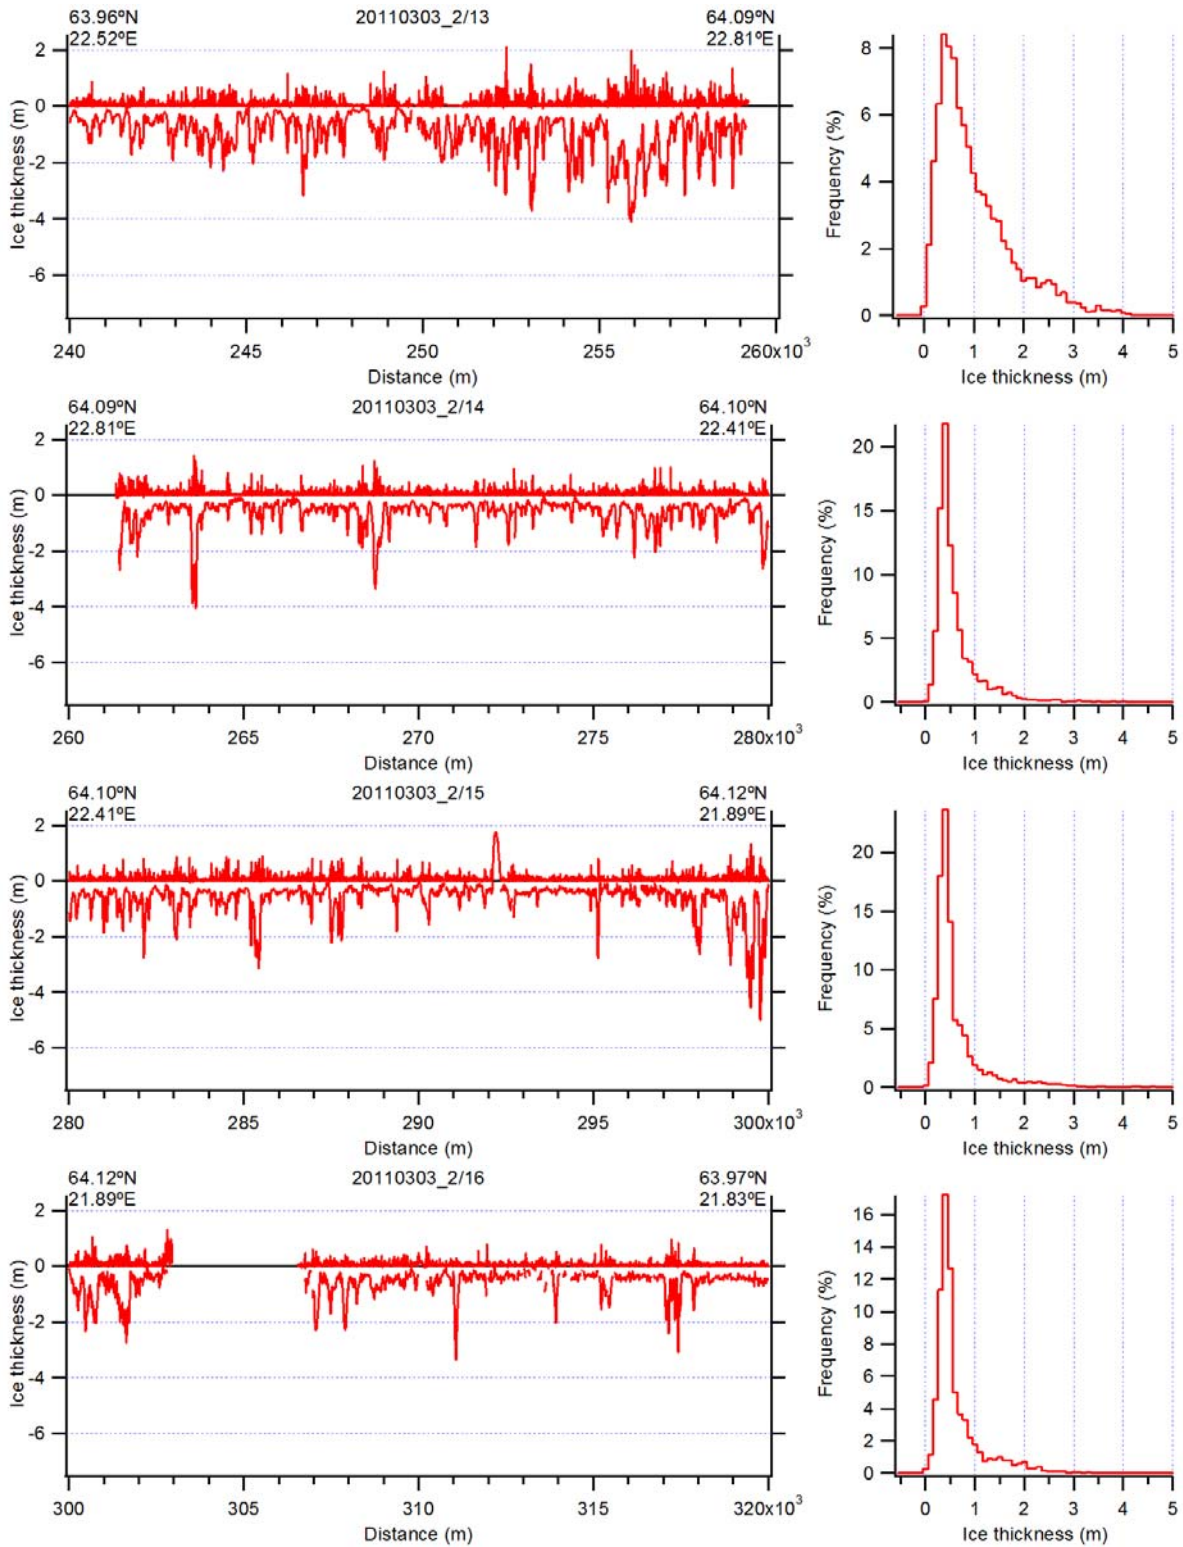 63.96ºN 20110303_2/13 64.09ºN
22.52ºE 22.81ºE
Ice thickness (m)
2
0
-2
-4
-6
240 245 250 255 260x10³
Distance (m)
Frequency (%)
8
6
4
2
0
0 1 2 3 4 5
Ice thickness (m)
64.09ºN 20110303_2/14 64.10ºN
22.81ºE 22.41ºE
Ice thickness (m)
2
0
-2
-4
-6
260 265 270 275 280x10³
Distance (m)
Frequency (%)
20
15
10
5
0
0 1 2 3 4 5
Ice thickness (m)
64.10ºN 20110303_2/15 64.12ºN
22.41ºE 21.89ºE
Ice thickness (m)
2
0
-2
-4
-6
280 285 290 295 300x10³
Distance (m)
Frequency (%)
20
15
10
5
0
0 1 2 3 4 5
Ice thickness (m)
64.12ºN 20110303_2/16 63.97ºN
21.89ºE 21.83ºE
Ice thickness (m)
2
0
-2
-4
-6
300 305 310 315 320x10³
Distance (m)
Frequency (%)
16
14
12
10
8
6
4
2
0
0 1 2 3 4 5
Ice thickness (m)